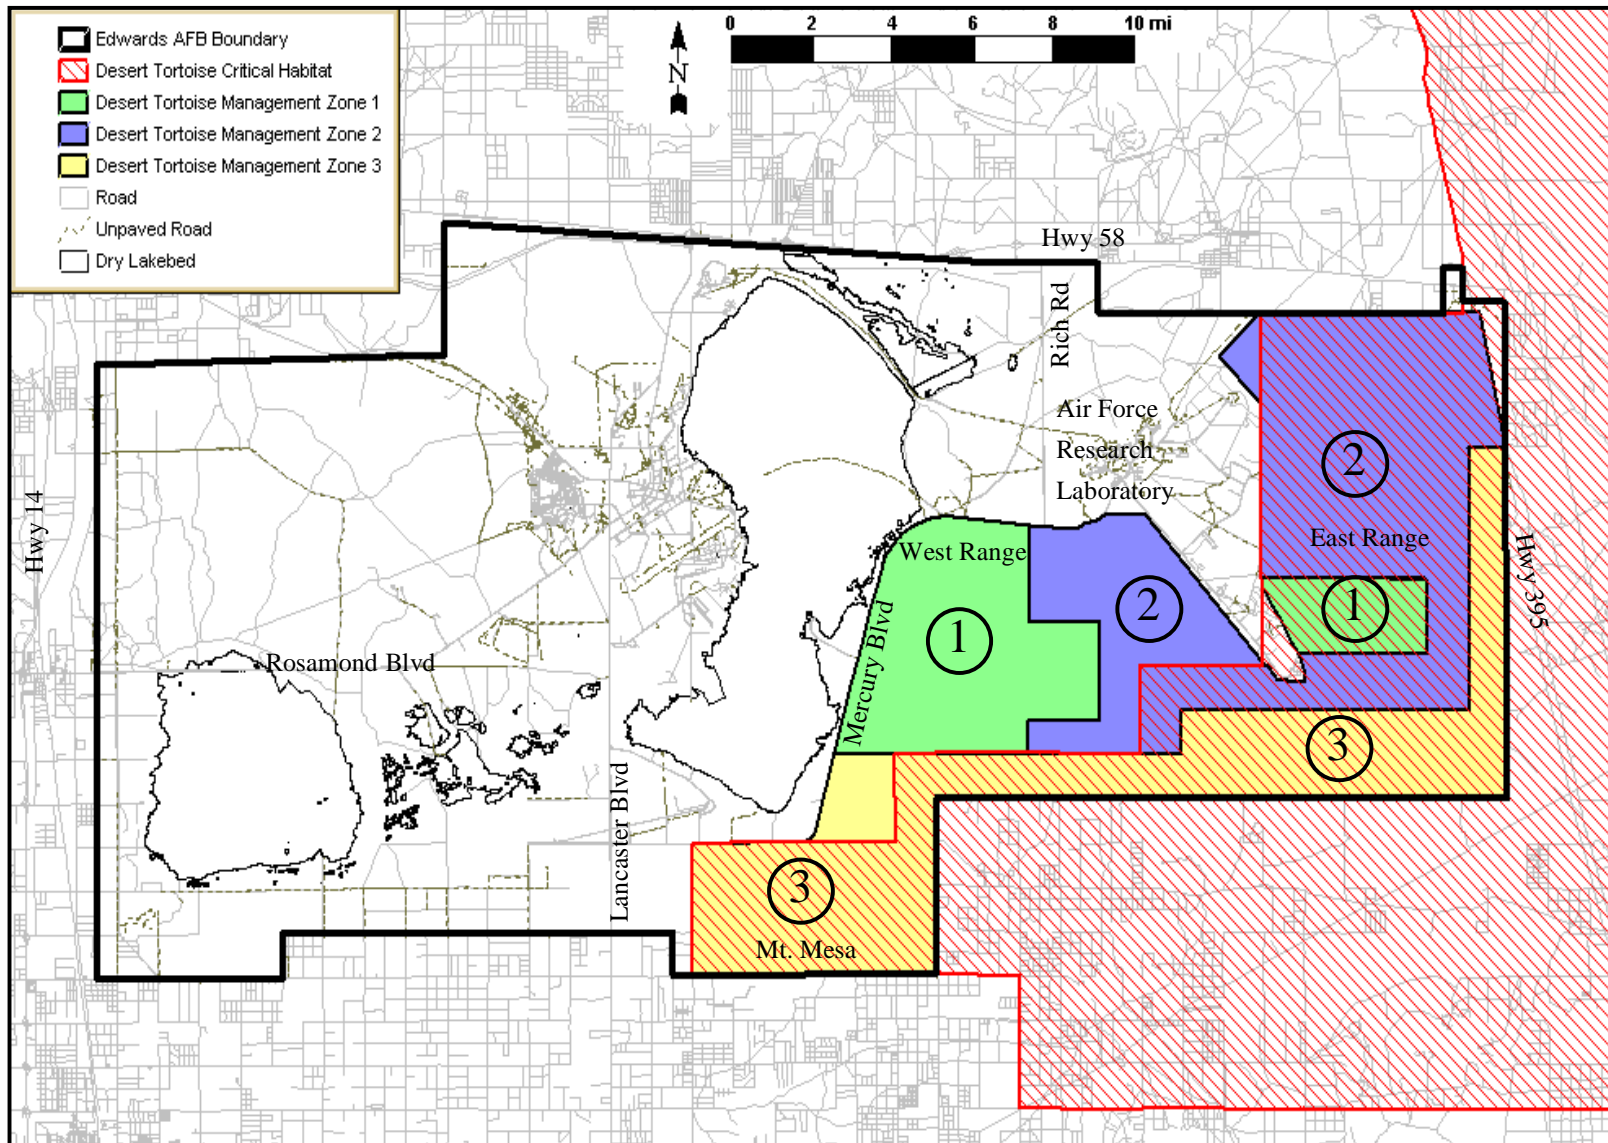 0 2 4 6 8 10 mi
Edwards AFB Boundary
Desert Tortoise Critical Habitat
Desert Tortoise Management Zone 1
Desert Tortoise Management Zone 2
Desert Tortoise Management Zone 3
Road
Unpaved Road
Dry Lakebed
N
Hwy 58
Rich Rd
Air Force
Research
Laboratory
2
East Range
Hwy 14
Hwy 395
West Range
1
2
1
Mercury Blvd
Rosamond Blvd
3
Lancaster Blvd
3
Mt. Mesa